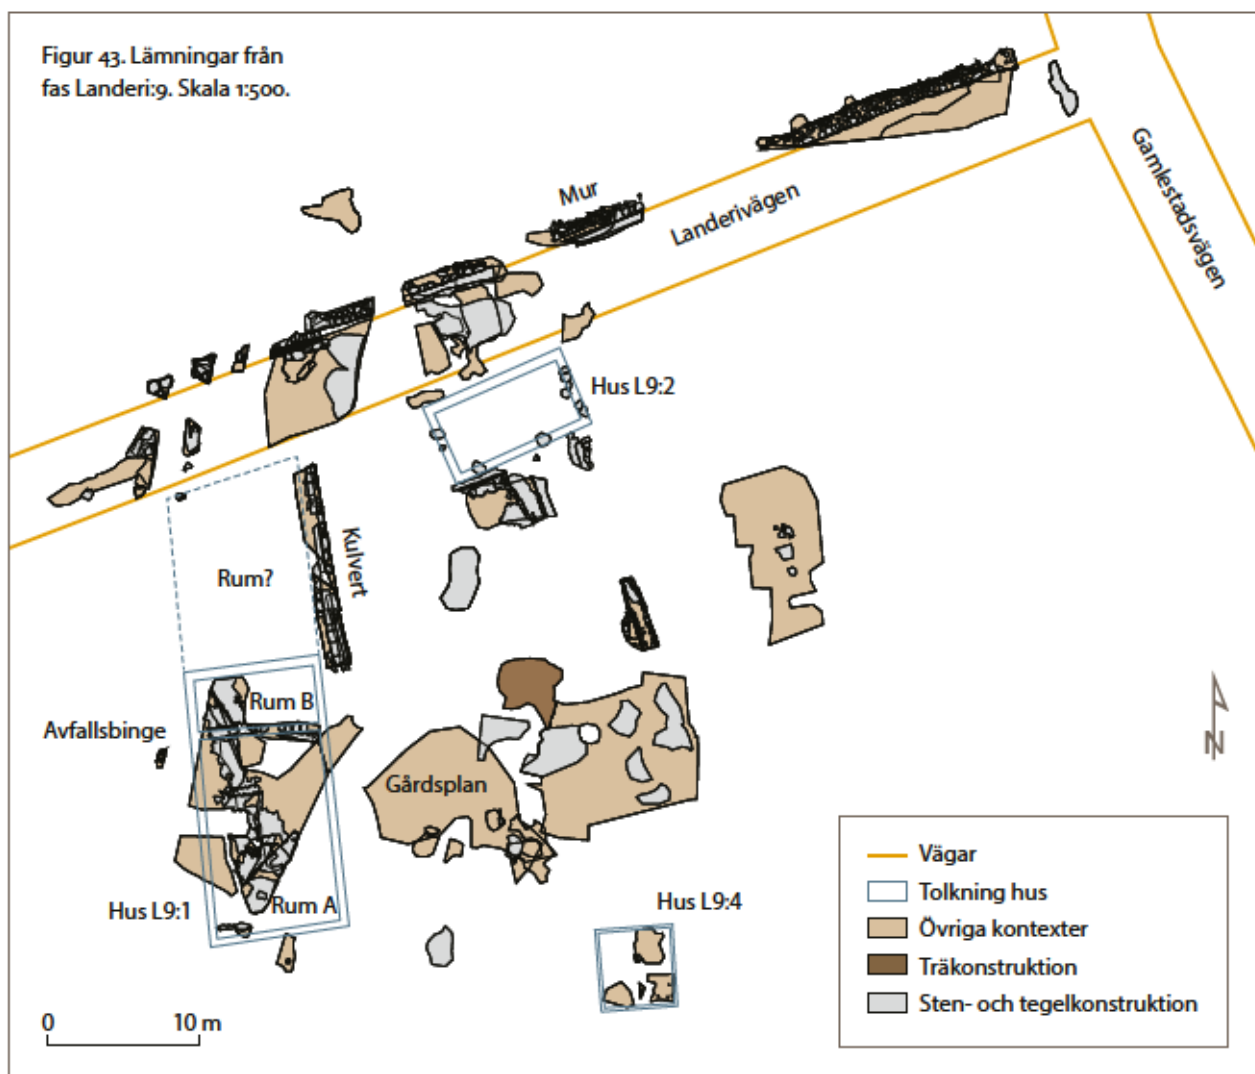 Figur 43. Lämningar från
fas Landeri:9. Skala 1:500.
Mur
Landerivägen
Gamlestadsvägen
Hus L9:2
Kulvert
Rum?
Rum B
Avfallsbinge
Gårdsplan
Rum A
Hus L9:1
Hus L9:4
N
Vägar
Tolkning hus
Övriga kontexter
Träkonstruktion
Sten- och tegelkonstruktion
0 10 m